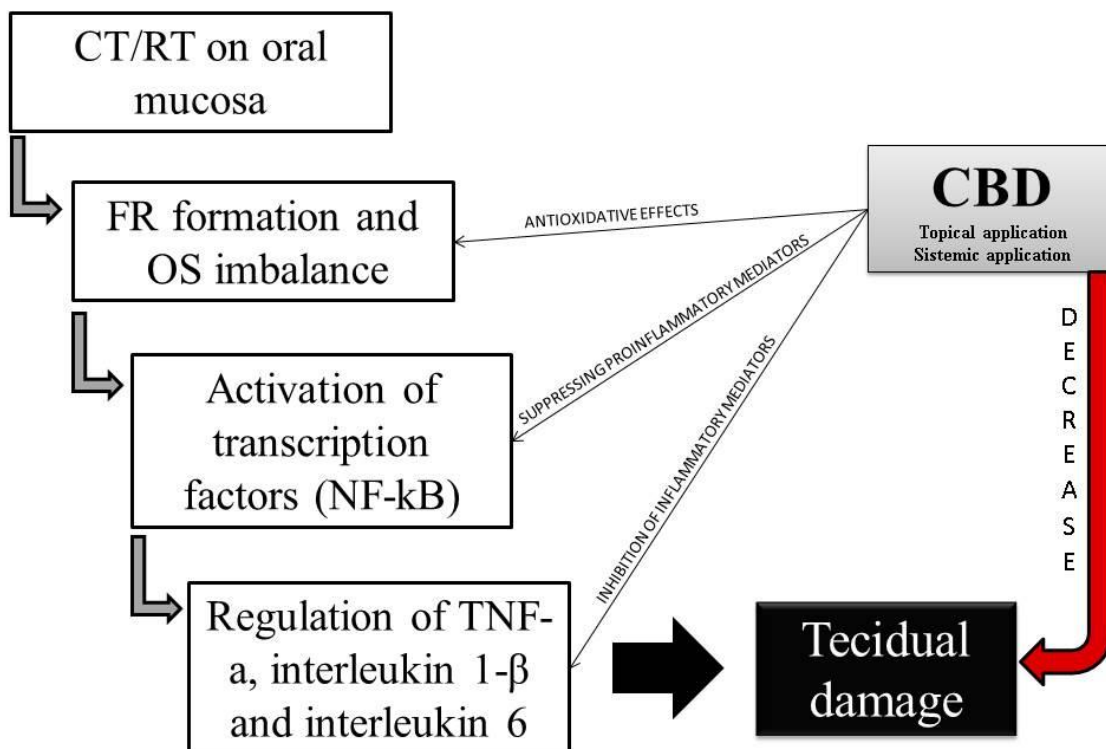 CT/RT on oral
mucosa
FR formation and
OS imbalance
Activation of
transcription
factors (NF-kB)
Regulation of TNF-
a, interleukin 1-β
and interleukin 6
ANTIOXIDATIVE EFFECTS
SUPPRESSING PROINFLAMMATORY MEDIATORS
INHIBITION OF INFLAMMATORY MEDIATORS
CBD
Topical application
Sistemic application
DECREASE
Tecidual
damage